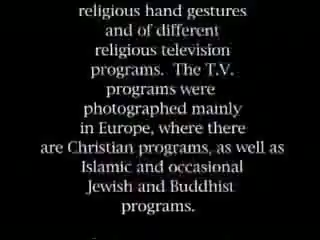 religious hand gestures
and of different
religious television
programs.  The T.V.
programs were
photographed mainly
in Europe, where there
are Christian programs, as well as
Islamic and occasional
Jewish and Buddhist
programs.